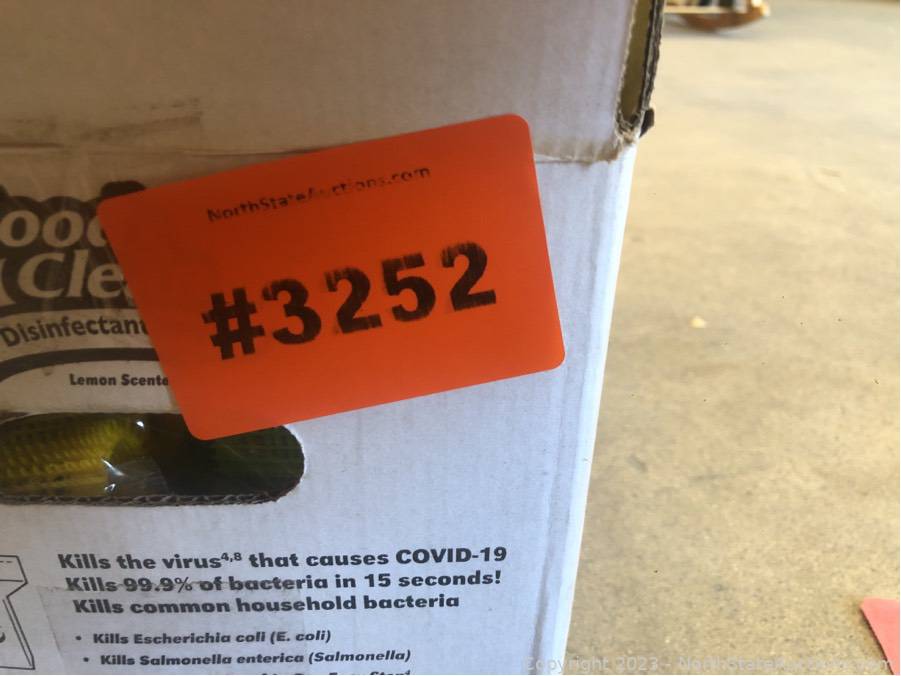 NorthStateAuctions.com
#3252
ood
Cle
Disinfectant
Lemon Scente
Kills the virus4,8 that causes COVID-19
Kills 99.9% of bacteria in 15 seconds!
Kills common household bacteria
• Kills Escherichia coli (E. coli)
• Kills Salmonella enterica (Salmonella)
Copyright 2023 - NorthStateAuctions.com